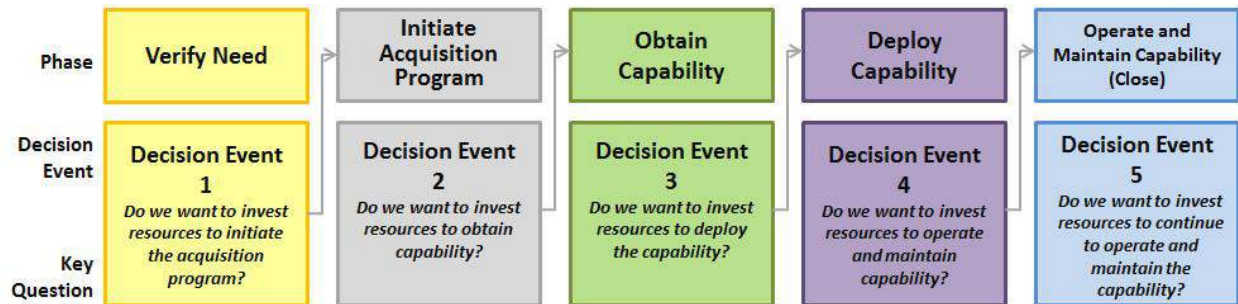 Phase
Verify Need
Initiate
Acquisition
Program
Obtain
Capability
Deploy
Capability
Operate and
Maintain Capability
(Close)
Decision
Event
Key
Question
Decision Event
1
Do we want to invest
resources to initiate
the acquisition
program?
Decision Event
2
Do we want to invest
resources to obtain
capability?
Decision Event
3
Do we want to invest
resources to deploy
the capability?
Decision Event
4
Do we want to invest
resources to operate
and maintain
capability?
Decision Event
5
Do we want to invest
resources to continue
to operate and
maintain the
capability?